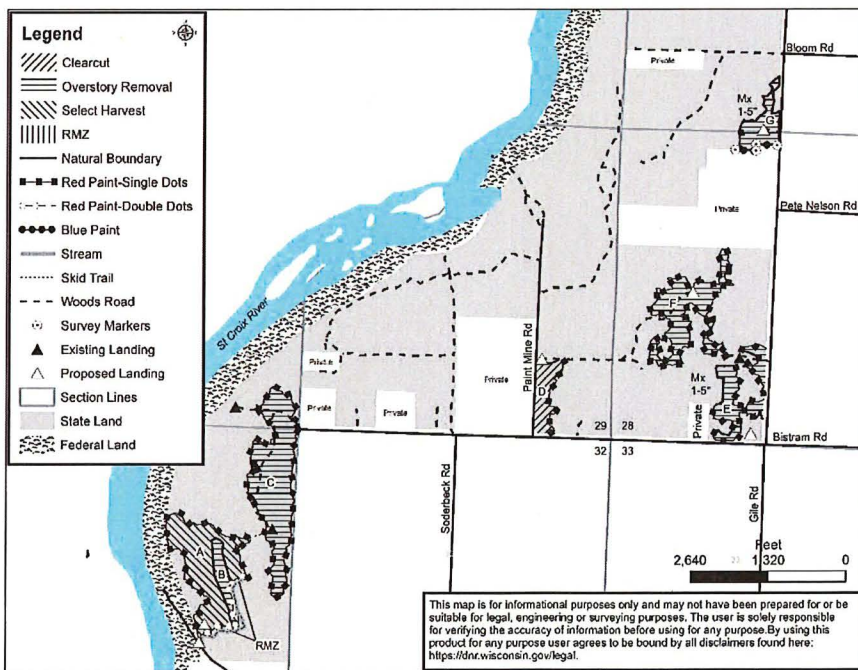 Legend
Clearcut
Overstory Removal
Select Harvest
RMZ
Natural Boundary
Red Paint-Single Dots
Red Paint-Double Dots
Blue Paint
Stream
Skid Trail
Woods Road
Survey Markers
Existing Landing
Proposed Landing
Section Lines
State Land
Federal Land
Bloom Rd
Private
Mx
1-5"
G
Pete Nelson Rd
Private
St Croix River
F
Paint Mine Rd
Private
Private
Mx
1-5"
D
Private
Private
Private
E
29 28
Bistram Rd
32 33
C
Soderbeck Rd
Gile Rd
A
B
Feet
2,640 1,320 0
RMZ
This map is for informational purposes only and may not have been prepared for or be
suitable for legal, engineering or surveying purposes. The user is solely responsible
for verifying the accuracy of information before using for any purpose.By using this
product for any purpose user agrees to be bound by all disclaimers found here:
https://dnr.wisconsin.gov/legal.